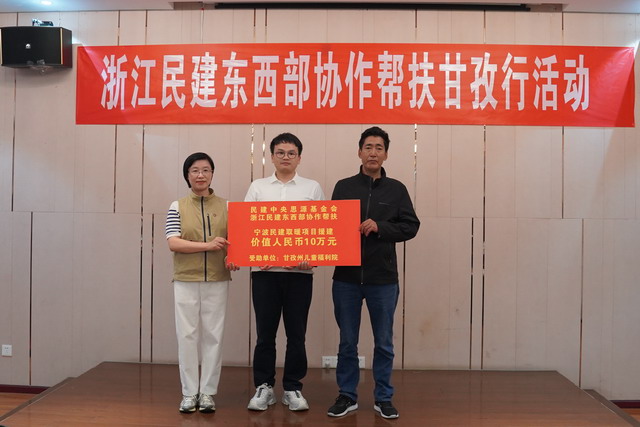 浙江民建东西部协作帮扶甘孜行活动
民建中央思源基金会
浙江民建东西部协作帮扶
宁波民建取暖项目援建
价值人民币10万元
受助单位：甘孜州儿童福利院